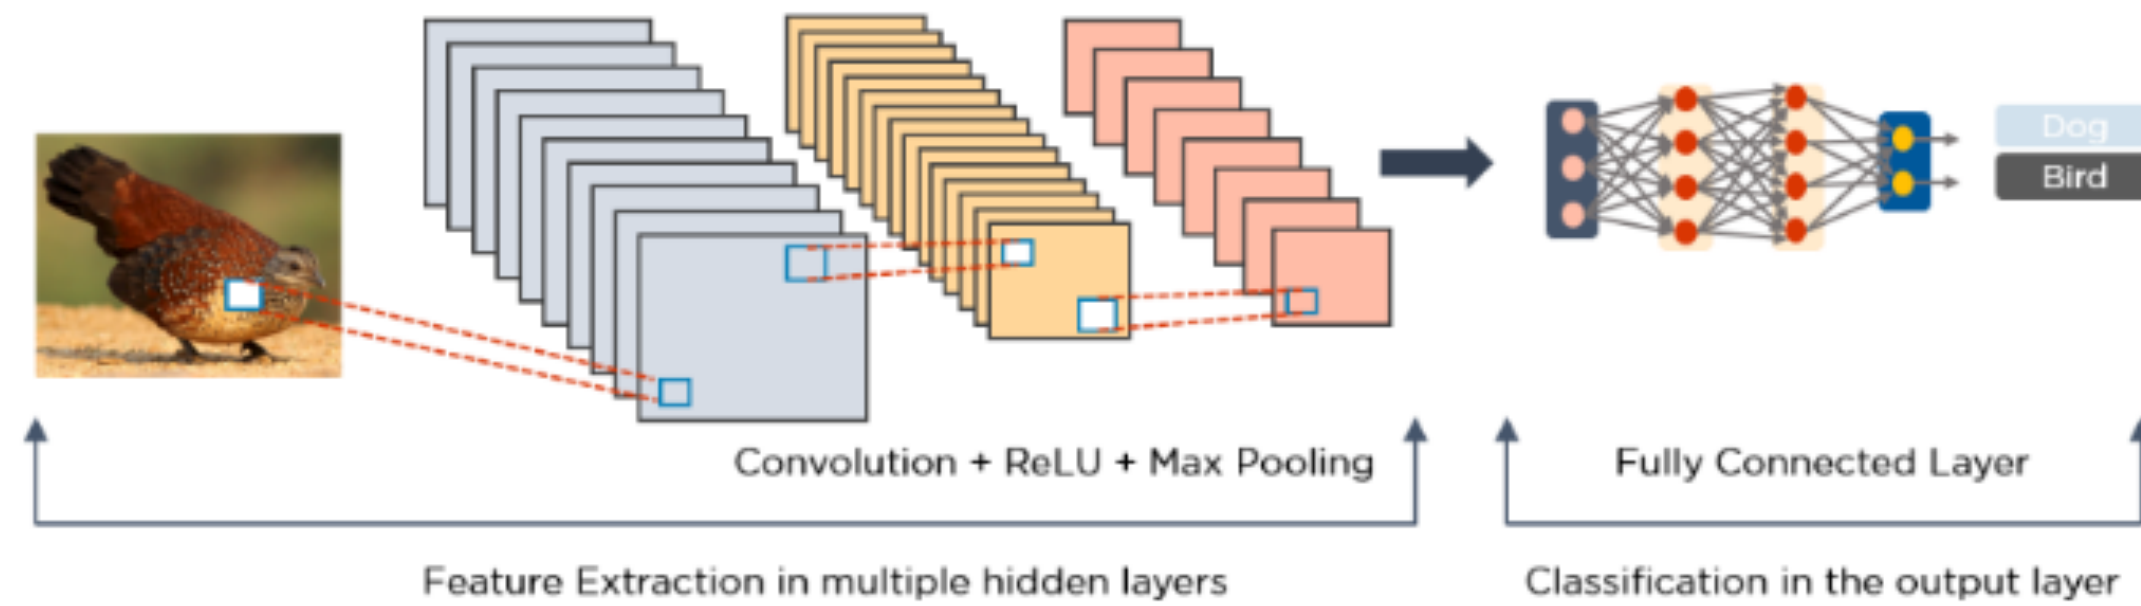 Dog
Bird
Convolution + ReLU + Max Pooling
Fully Connected Layer
Feature Extraction in multiple hidden layers
Classification in the output layer